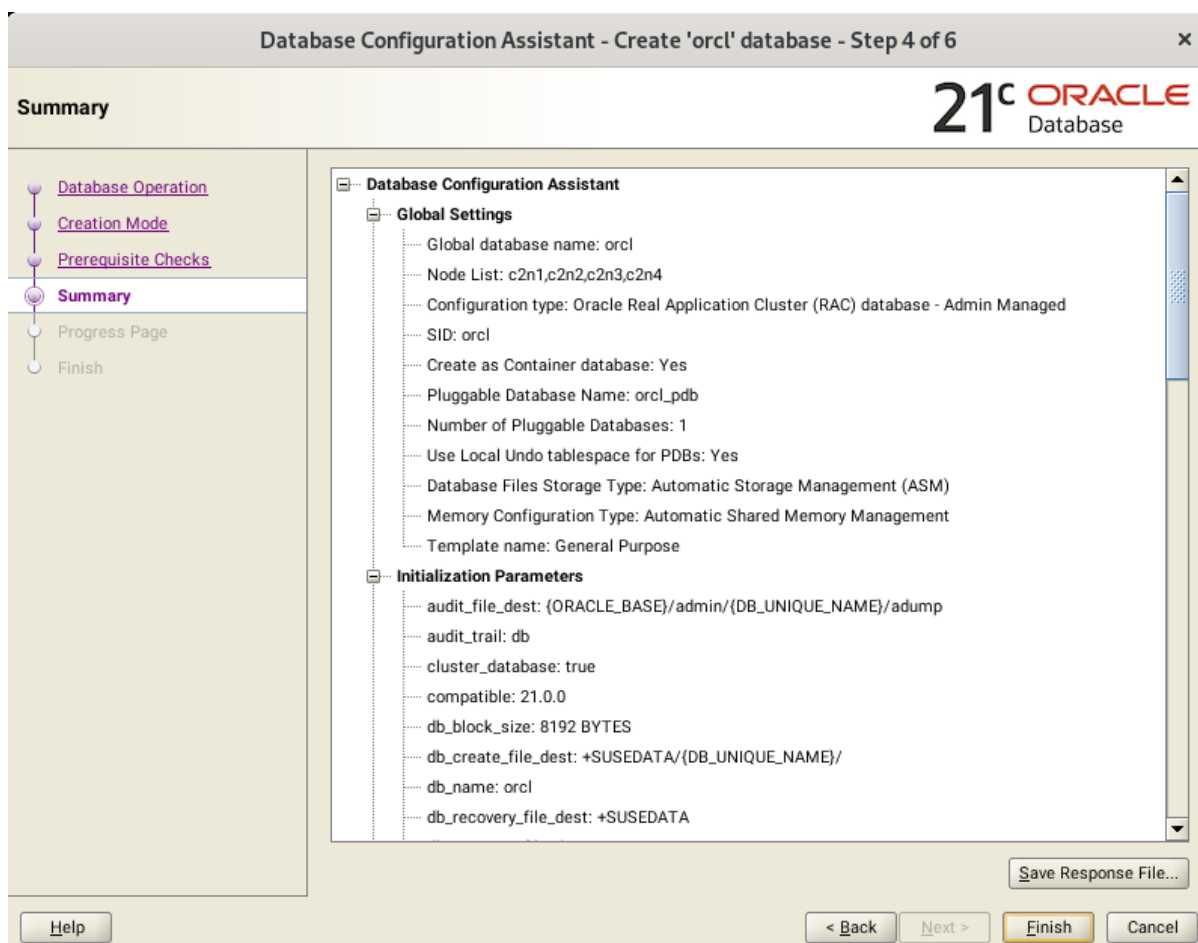 Database Configuration Assistant - Create 'orcl' database - Step 4 of 6
Summary
21c ORACLE
Database
Database Operation
Creation Mode
Prerequisite Checks
Summary
Progress Page
Finish
Database Configuration Assistant
Global Settings
Global database name: orcl
Node List: c2n1,c2n2,c2n3,c2n4
Configuration type: Oracle Real Application Cluster (RAC) database - Admin Managed
SID: orcl
Create as Container database: Yes
Pluggable Database Name: orcl_pdb
Number of Pluggable Databases: 1
Use Local Undo tablespace for PDBs: Yes
Database Files Storage Type: Automatic Storage Management (ASM)
Memory Configuration Type: Automatic Shared Memory Management
Template name: General Purpose
Initialization Parameters
audit_file_dest: {ORACLE_BASE}/admin/{DB_UNIQUE_NAME}/adump
audit_trail: db
cluster_database: true
compatible: 21.0.0
db_block_size: 8192 BYTES
db_create_file_dest: +SUSEDATA/{DB_UNIQUE_NAME}/
db_name: orcl
db_recovery_file_dest: +SUSEDATA
Save Response File...
Help
< Back
Next >
Finish
Cancel